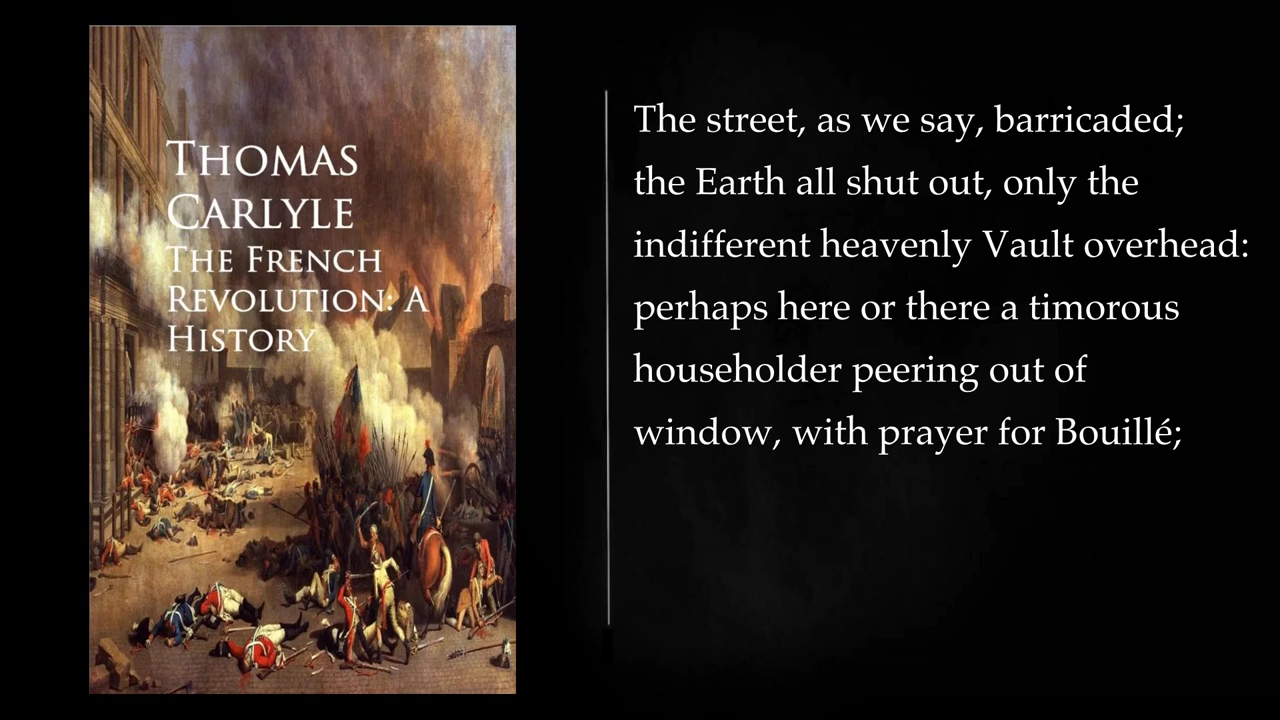 THOMAS
CARLYLE
THE FRENCH
REVOLUTION: A
HISTORY
The street, as we say, barricaded;
the Earth all shut out, only the
indifferent heavenly Vault overhead:
perhaps here or there a timorous
householder peering out of
window, with prayer for Bouillé;